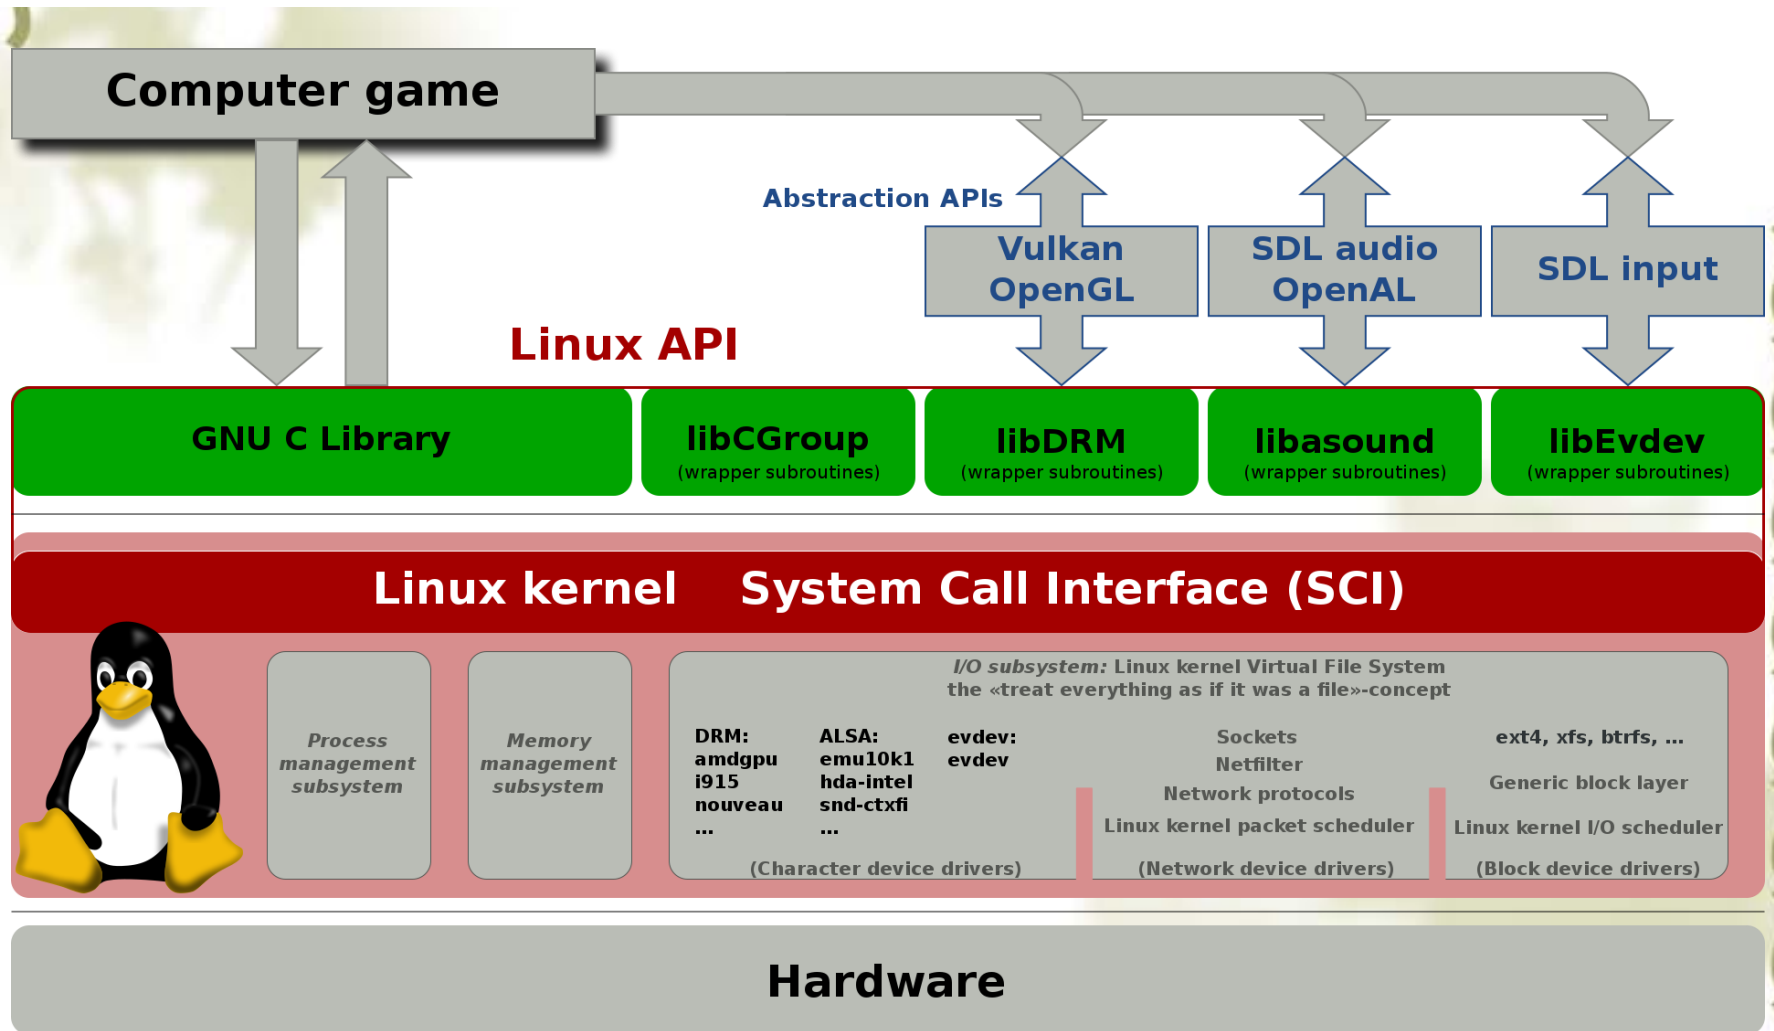 Computer game
Abstraction APIs
Vulkan
OpenGL
SDL audio
OpenAL
SDL input
Linux API
GNU C Library
libCGroup
(wrapper subroutines)
libDRM
(wrapper subroutines)
libasound
(wrapper subroutines)
libEvdev
(wrapper subroutines)
Linux kernel System Call Interface (SCI)
Process
management
subsystem
Memory
management
subsystem
I/O subsystem: Linux kernel Virtual File System
the «treat everything as if it was a file»-concept
DRM:
amdgpu
i915
nouveau
...
ALSA:
emu10k1
hda-intel
snd-ctxfi
...
evdev:
evdev
(Character device drivers)
Sockets
Netfilter
Network protocols
Linux kernel packet scheduler
(Network device drivers)
ext4, xfs, btrfs, ...
Generic block layer
Linux kernel I/O scheduler
(Block device drivers)
Hardware